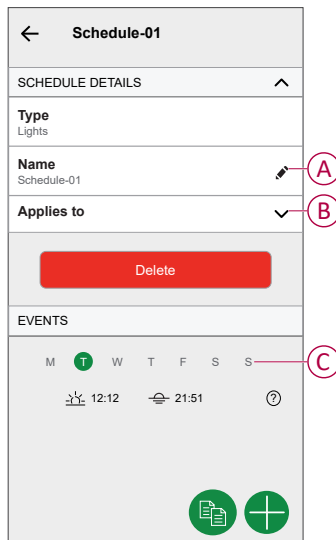 Schedule-01
SCHEDULE DETAILS
Type
Lights
Name
Schedule-01
A
Applies to
B
Delete
EVENTS
M T W T F S S
C
12:12 21:51 ?